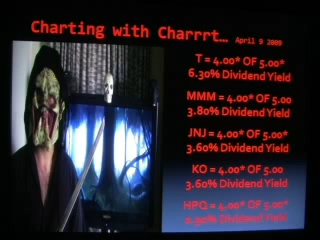 Charting with Charrrt... April 9 2009
T = 4.00* OF 5.00*
6.30% Dividend Yield
MMM = 4.00* OF 5.00
3.80% Dividend Yield
JNJ = 4.00* OF 5.00*
3.60% Dividend Yield
KO = 4.00* OF 5.00
3.60% Dividend Yield
HPQ = 4.00* OF 5.00*
Dividend Yield